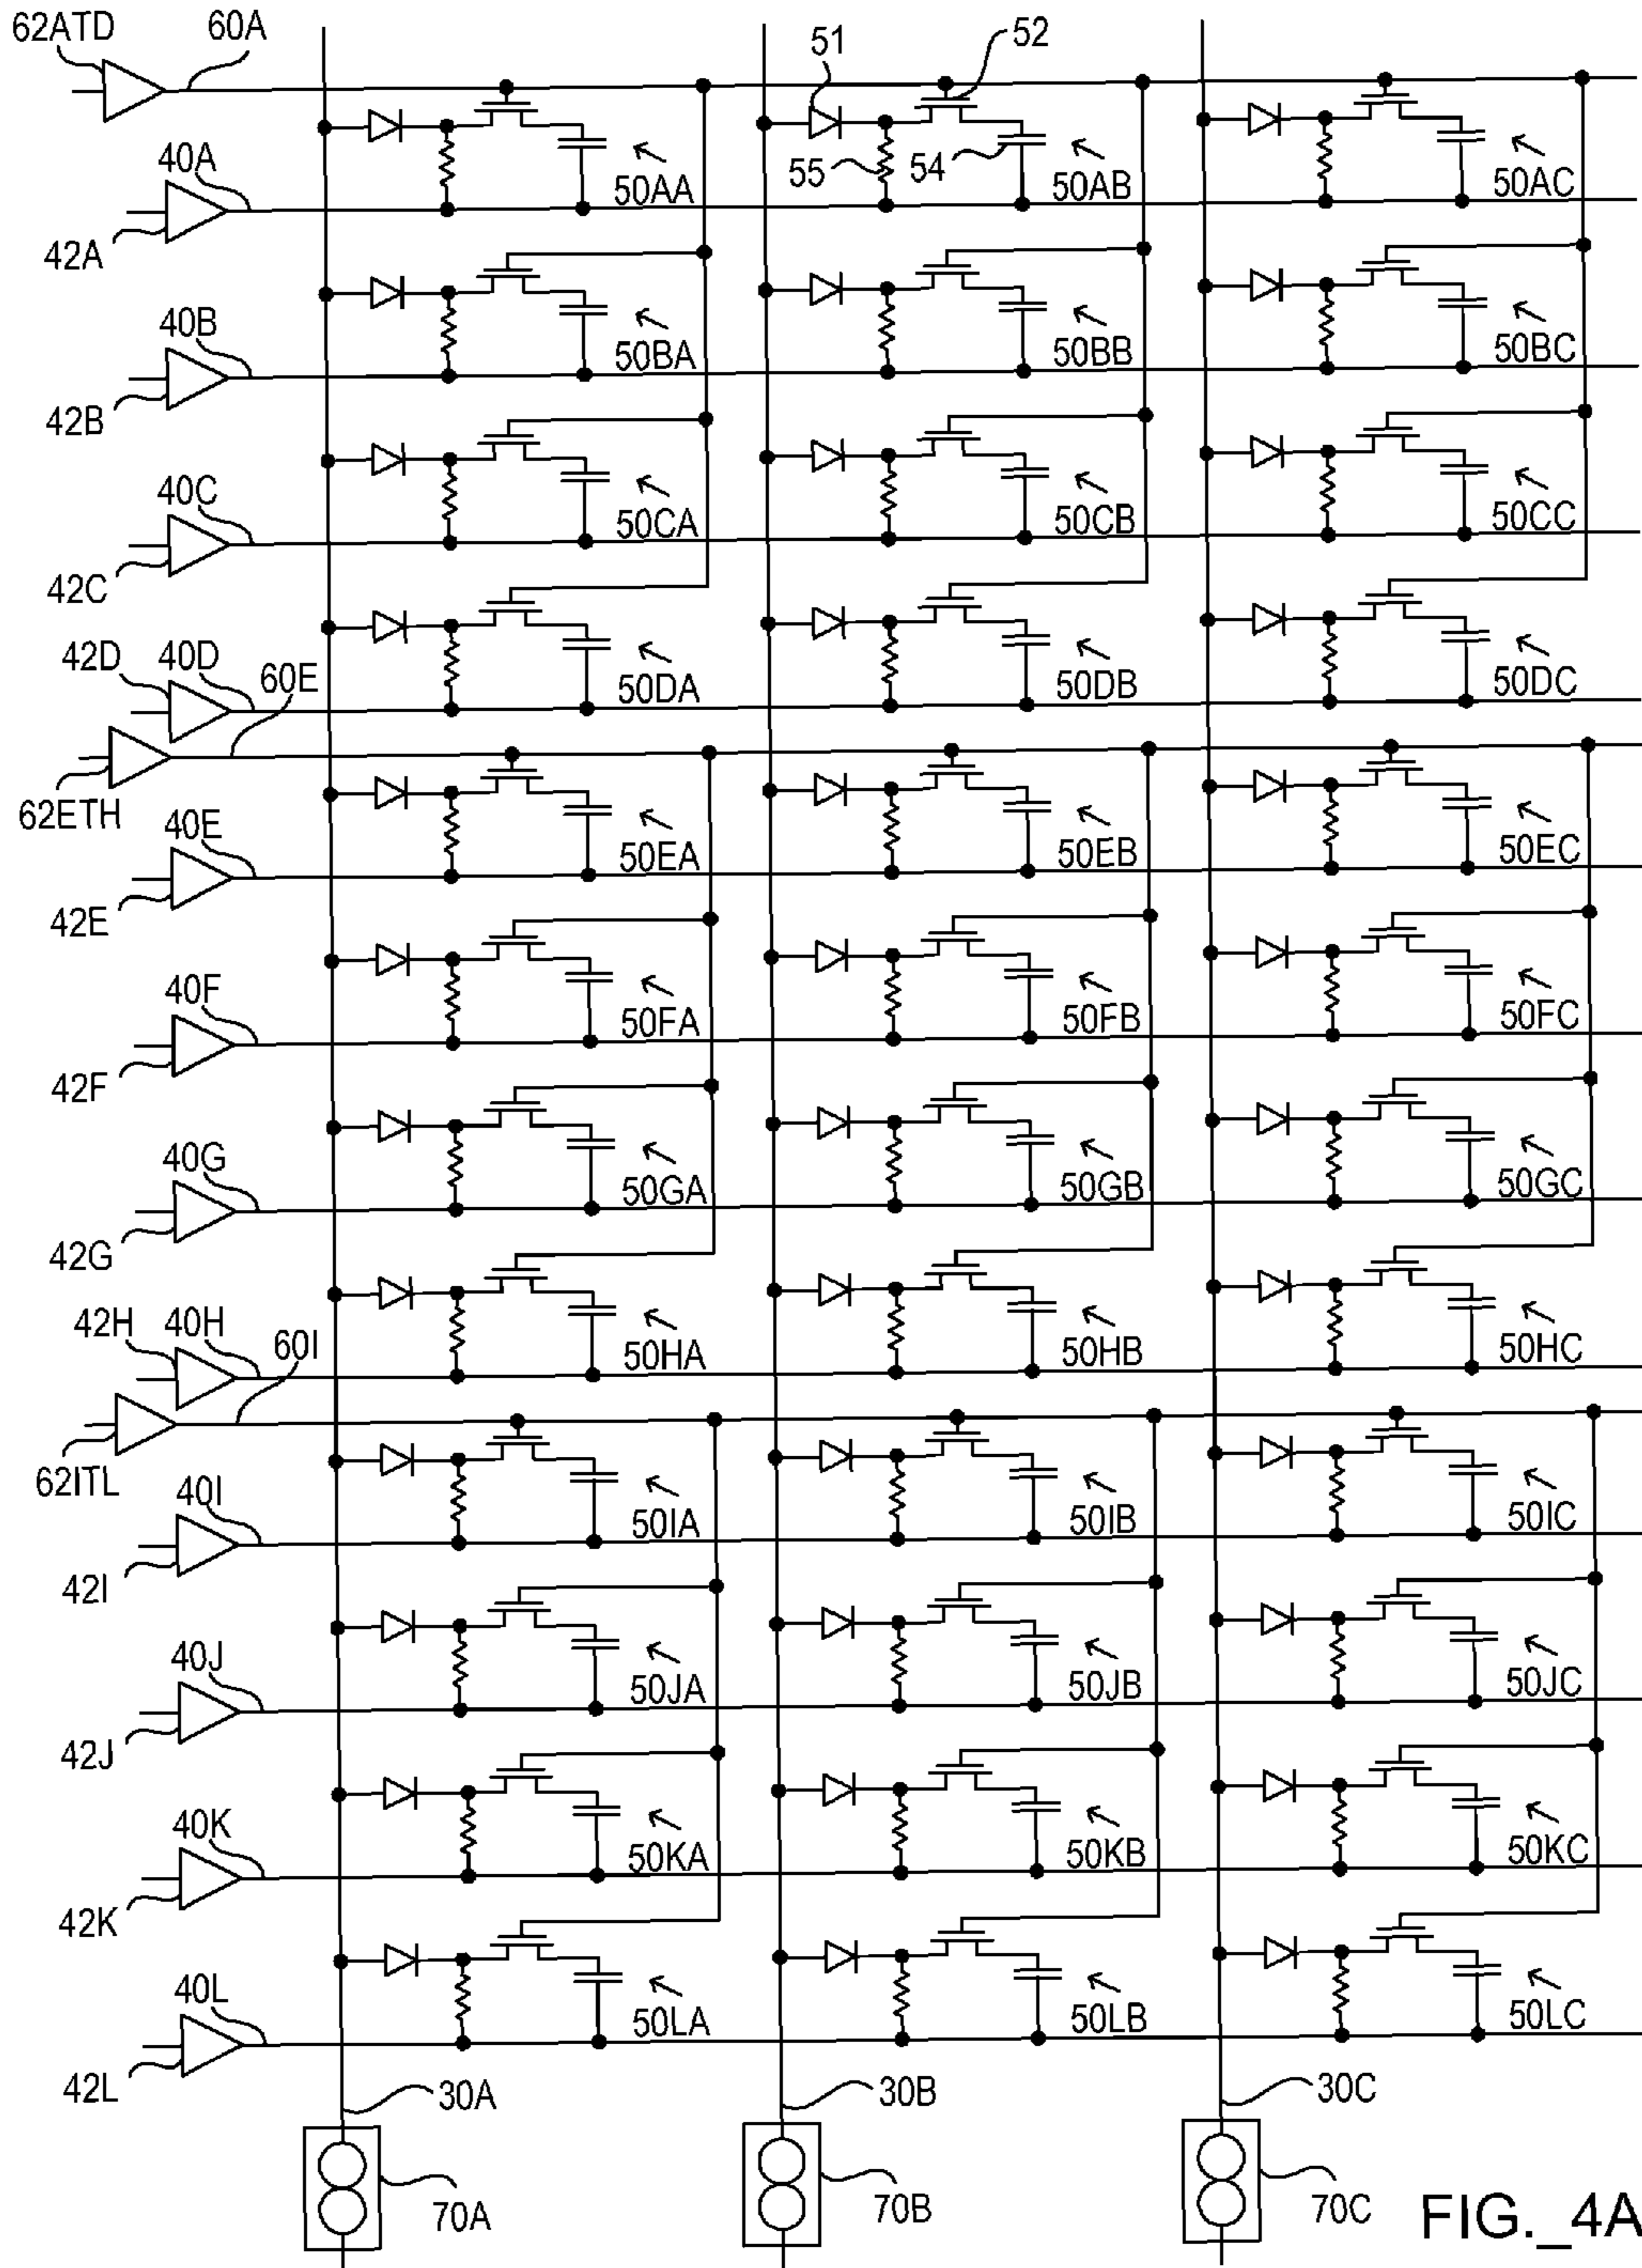 62ATD 60A 51 52
40A 55 54 50AA 50AB 50AC
42A
40B 50BA 50BB 50BC
42B
40C 50CA 50CB 50CC
42C
42D 40D 60E 50DA 50DB 50DC
62ETH 40E 50EA 50EB 50EC
42E
40F 50FA 50FB 50FC
42F
40G 50GA 50GB 50GC
42G
42H 40H 60I 50HA 50HB 50HC
62ITL 40I 50IA 50IB 50IC
42I
40J 50JA 50JB 50JC
42J
40K 50KA 50KB 50KC
42K
40L 50LA 50LB 50LC
42L 30A 30B 30C
70A 70B 70C
FIG._4A